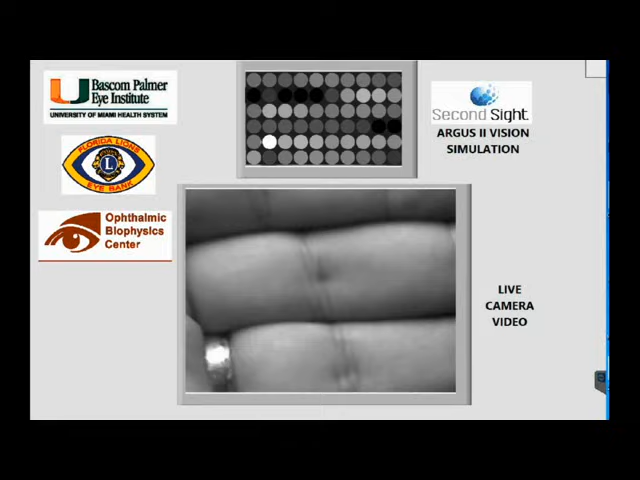 Bascom Palmer
Eye Institute
UNIVERSITY OF MIAMI HEALTH SYSTEM
FLORIDA LIONS
L
EYE BANK
Ophthalmic
Biophysics
Center
Second Sight
ARGUS II VISION
SIMULATION
LIVE
CAMERA
VIDEO